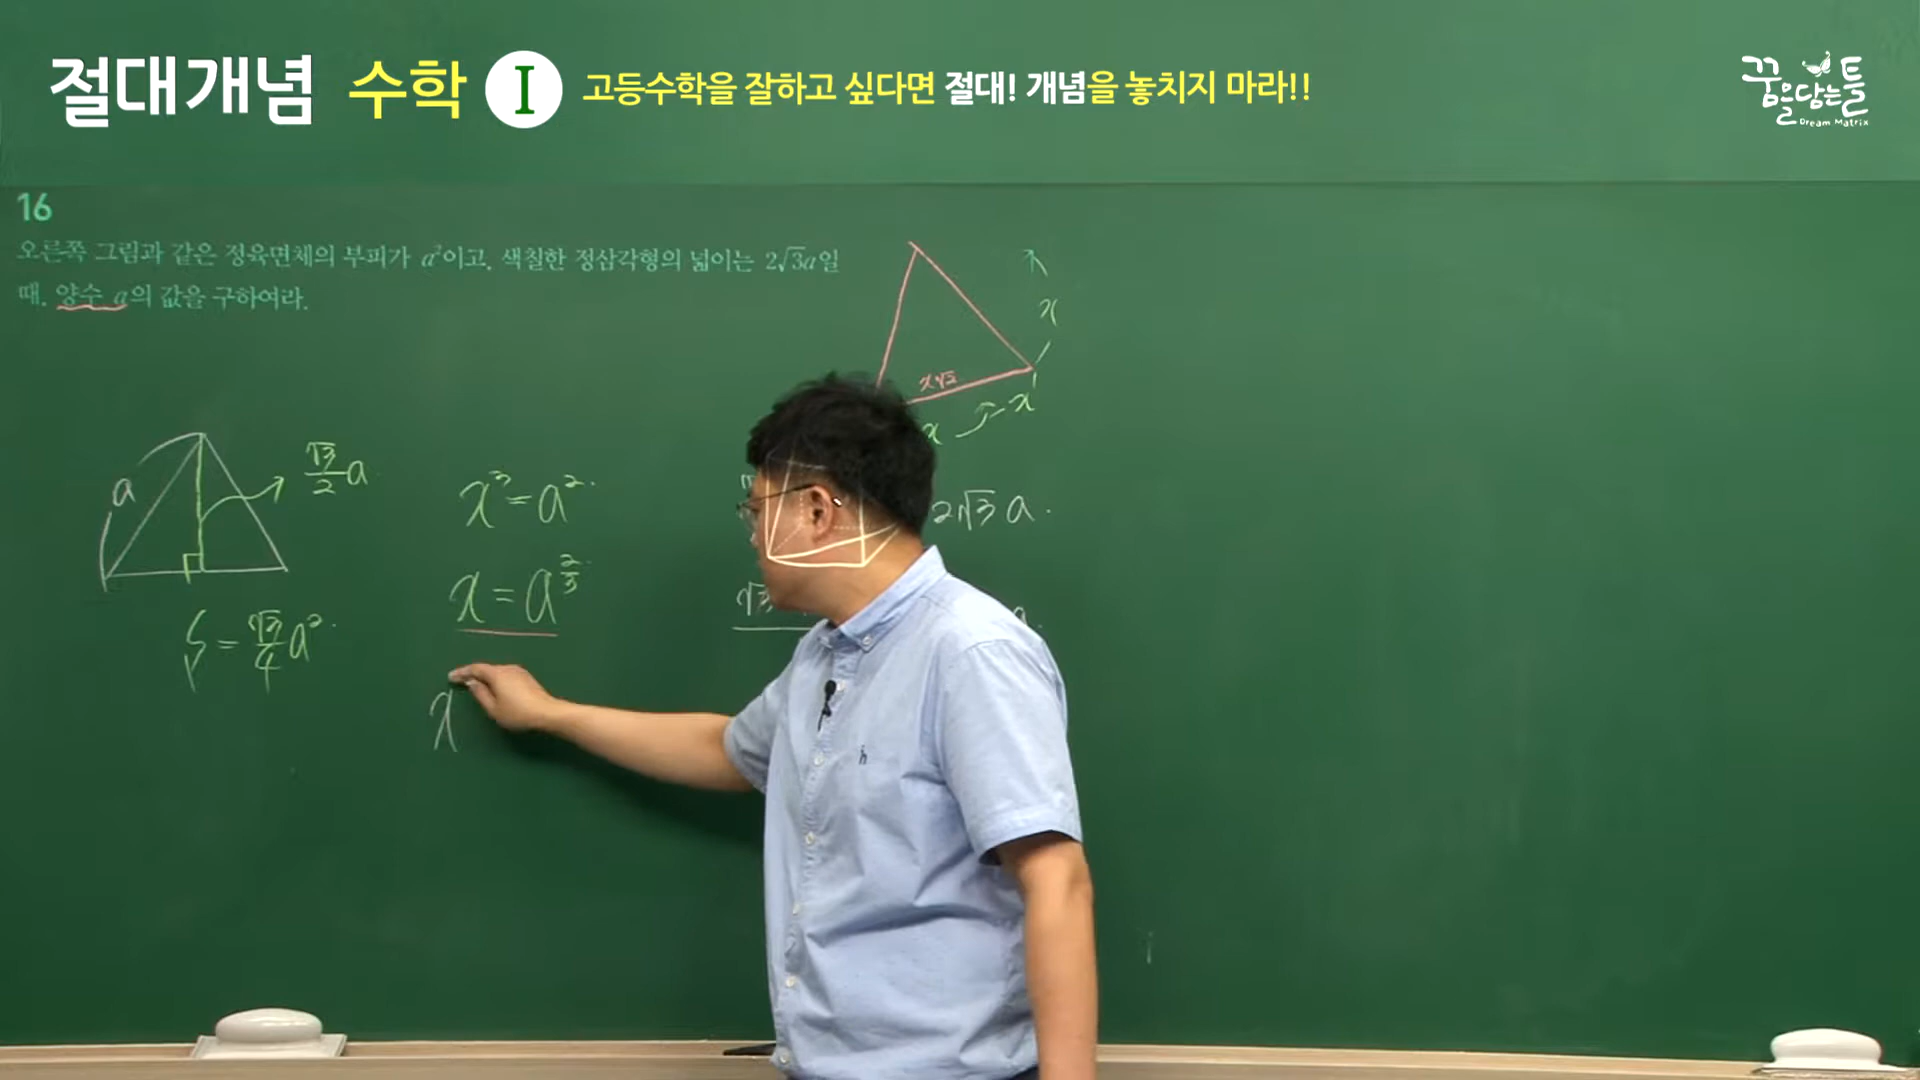 절대개념 수학 I 고등수학을 잘하고 싶다면 절대! 개념을 놓치지 마라!!
꿈을담는틀
Dream Matrix
16
오른쪽 그림과 같은 정육면체의 부피가 a²이고, 색칠한 정삼각형의 넓이는 2√3a일
때, 양수 a의 값을 구하여라.
x
x√2
x
x
a
√3/2 a
x³=a²
2√3 a
x=a^(2/3)
√3
a
S=√3/4 a²
x